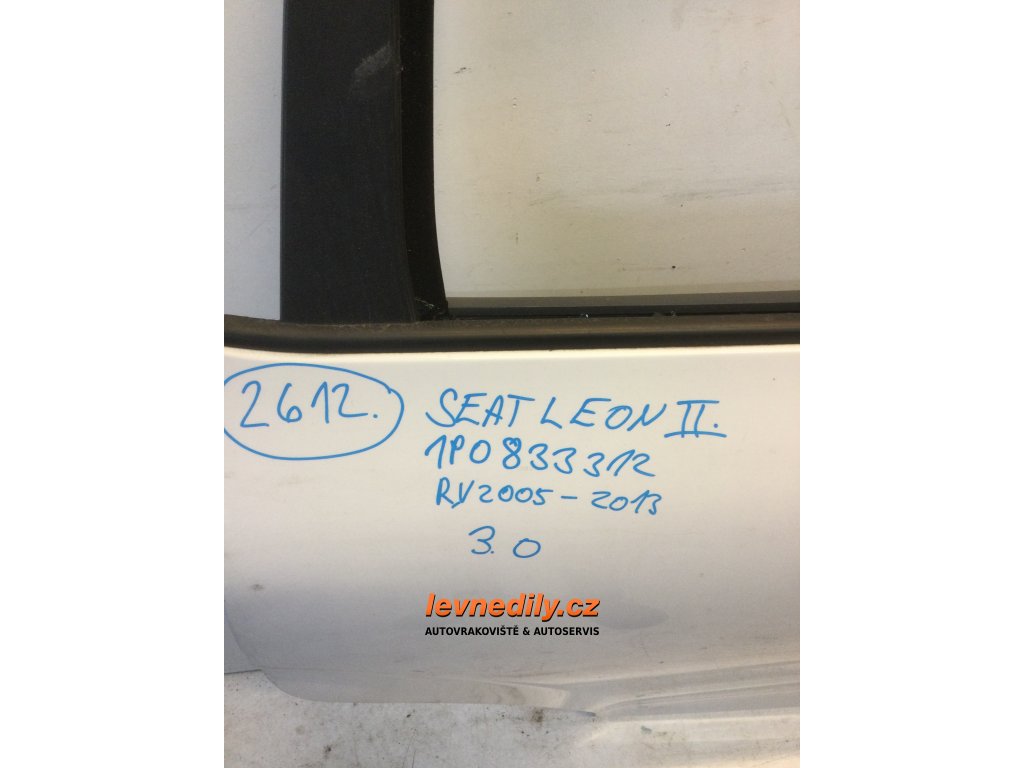 2612.
SEAT LEON II.
1P0833312
RV2005-2013
3.0
levnedily.cz
AUTOVRAKOVIŠTĚ & AUTOSERVIS